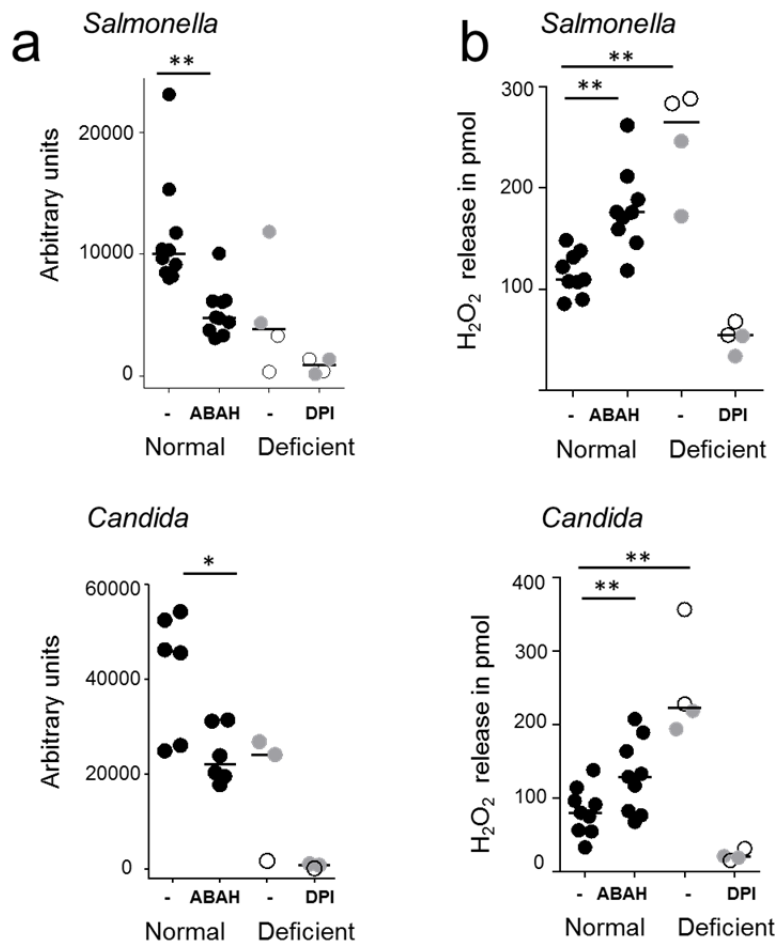 a
Salmonella
**
20000
10000
0
Arbitrary units
- ABAH - DPI
Normal Deficient
b
Salmonella
**
**
300
200
100
H₂O₂ release in pmol
- ABAH - DPI
Normal Deficient
Candida
*
60000
40000
20000
0
Arbitrary units
- ABAH - DPI
Normal Deficient
Candida
**
**
400
300
200
100
0
H₂O₂ release in pmol
- ABAH - DPI
Normal Deficient